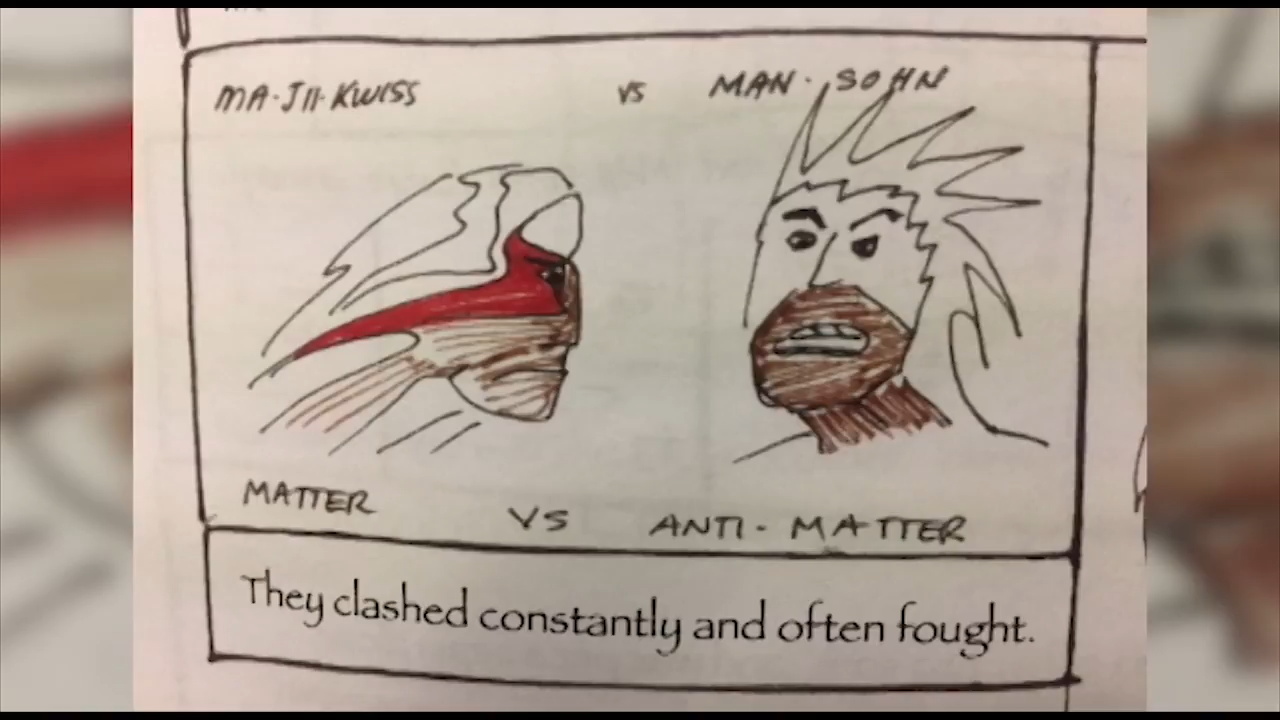 MA-JII-KWISS vs MAN-SOHN
MATTER VS ANTI-MATTER
They clashed constantly and often fought.